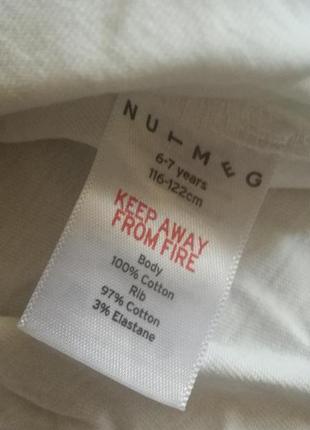 NUTMEG
6-7 years
116-122cm
KEEP AWAY
FROM FIRE
Body
100% Cotton
Rib
97% Cotton
3% Elastane